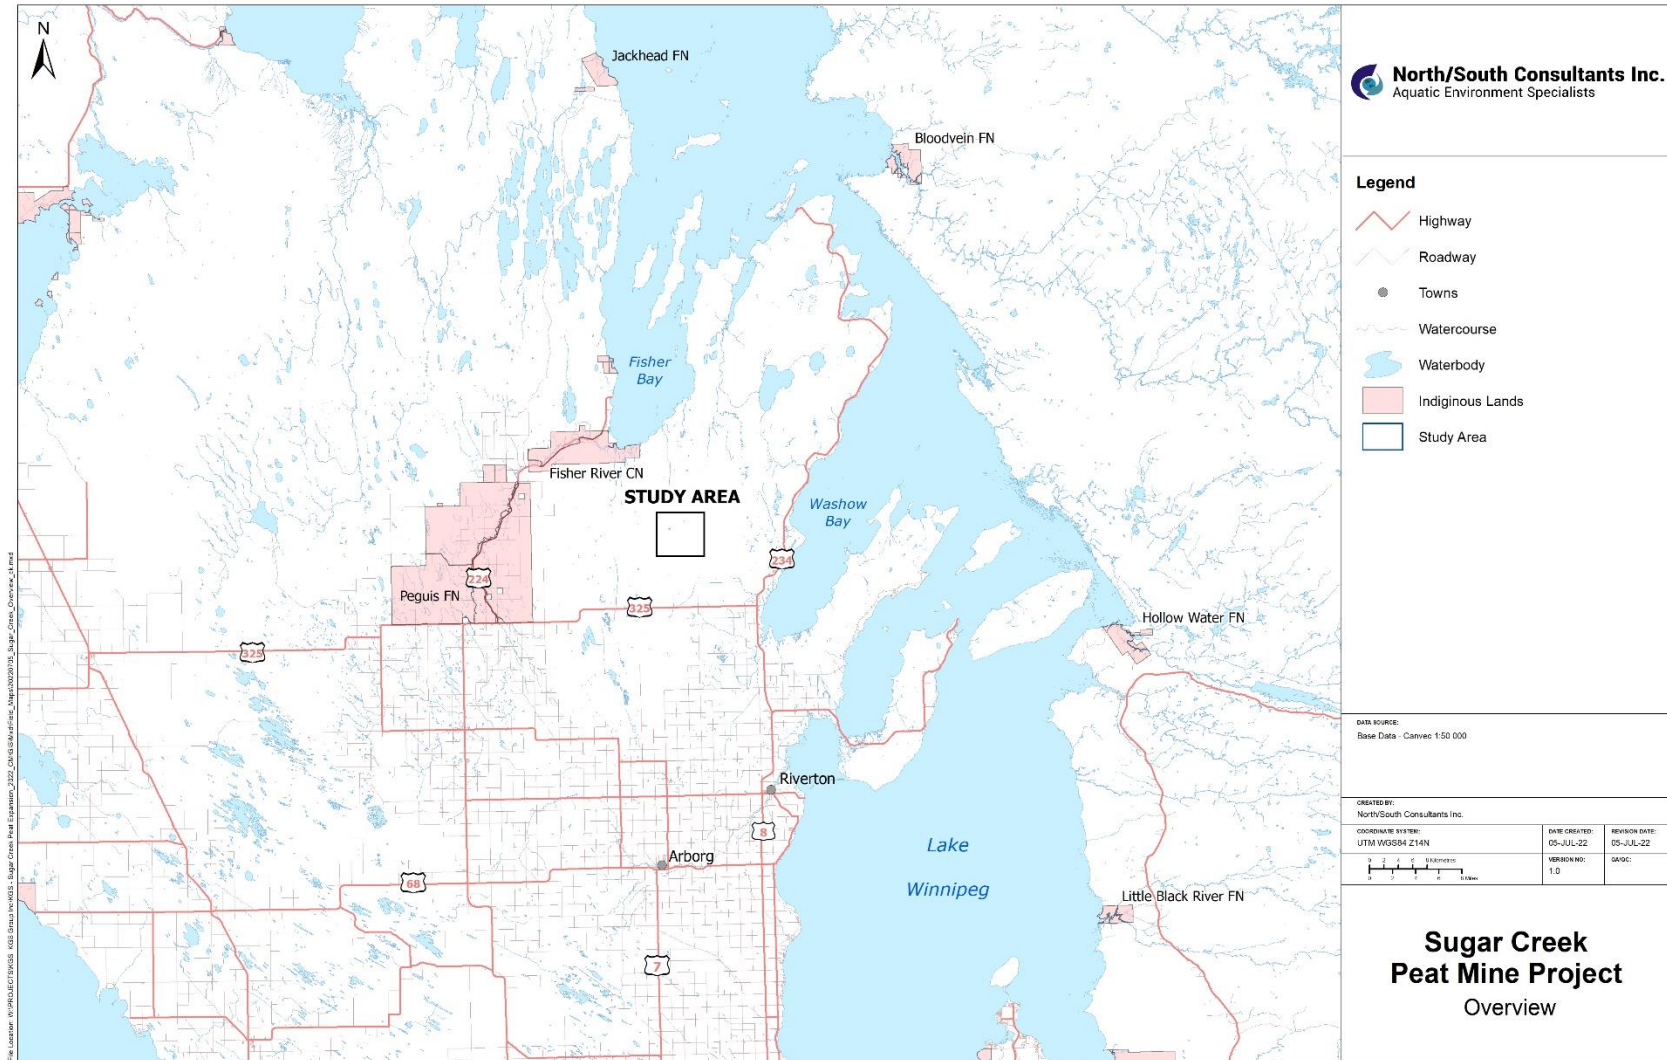 N
Jackhead FN
Bloodvein FN
Fisher
Bay
Fisher River CN
STUDY AREA
Washow
Bay
234
224
Peguis FN
325
325
Hollow Water FN
Riverton
8
Arborg
68
Lake
Winnipeg
Little Black River FN
7
North/South Consultants Inc.
Aquatic Environment Specialists
Legend
Highway
Roadway
Towns
Watercourse
Waterbody
Indiginous Lands
Study Area
DATA SOURCE:
Base Data - Canvec 1:50 000
CREATED BY:
North/South Consultants Inc.
COORDINATE SYSTEM:
UTM WGS84 Z14N
DATE CREATED:
05-JUL-22
REVISION DATE:
05-JUL-22
VERSION NO:
1.0
QA/QC:
Sugar Creek
Peat Mine Project
Overview